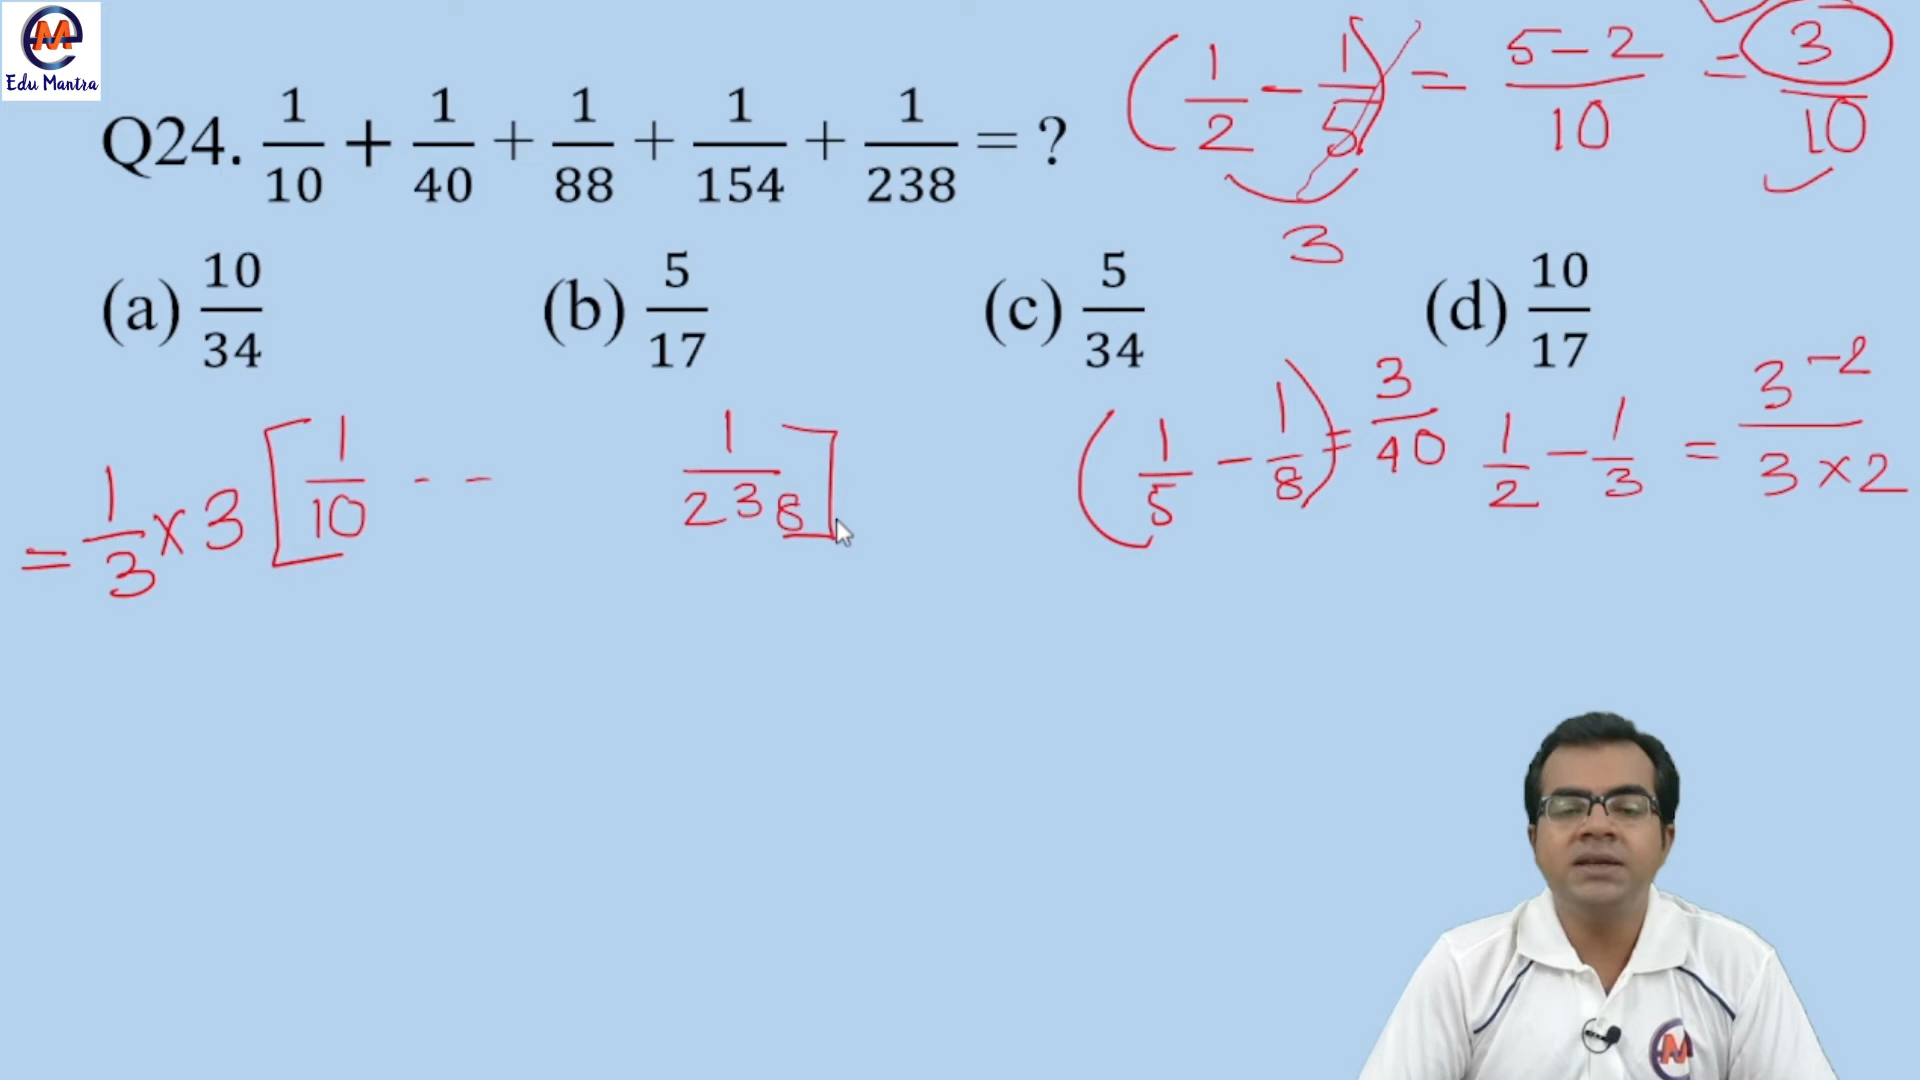 Edu Mantra
Q24. 1/10 + 1/40 + 1/88 + 1/154 + 1/238 = ?
(1/2 - 1/5) = 5-2/10 = 3/10
3
(a) 10/34 (b) 5/17 (c) 5/34 (d) 10/17
= 1/3 × 3 [1/10 - - 1/238]
(1/5 - 1/8) = 3/40
1/2 - 1/3 = 3-2/3×2